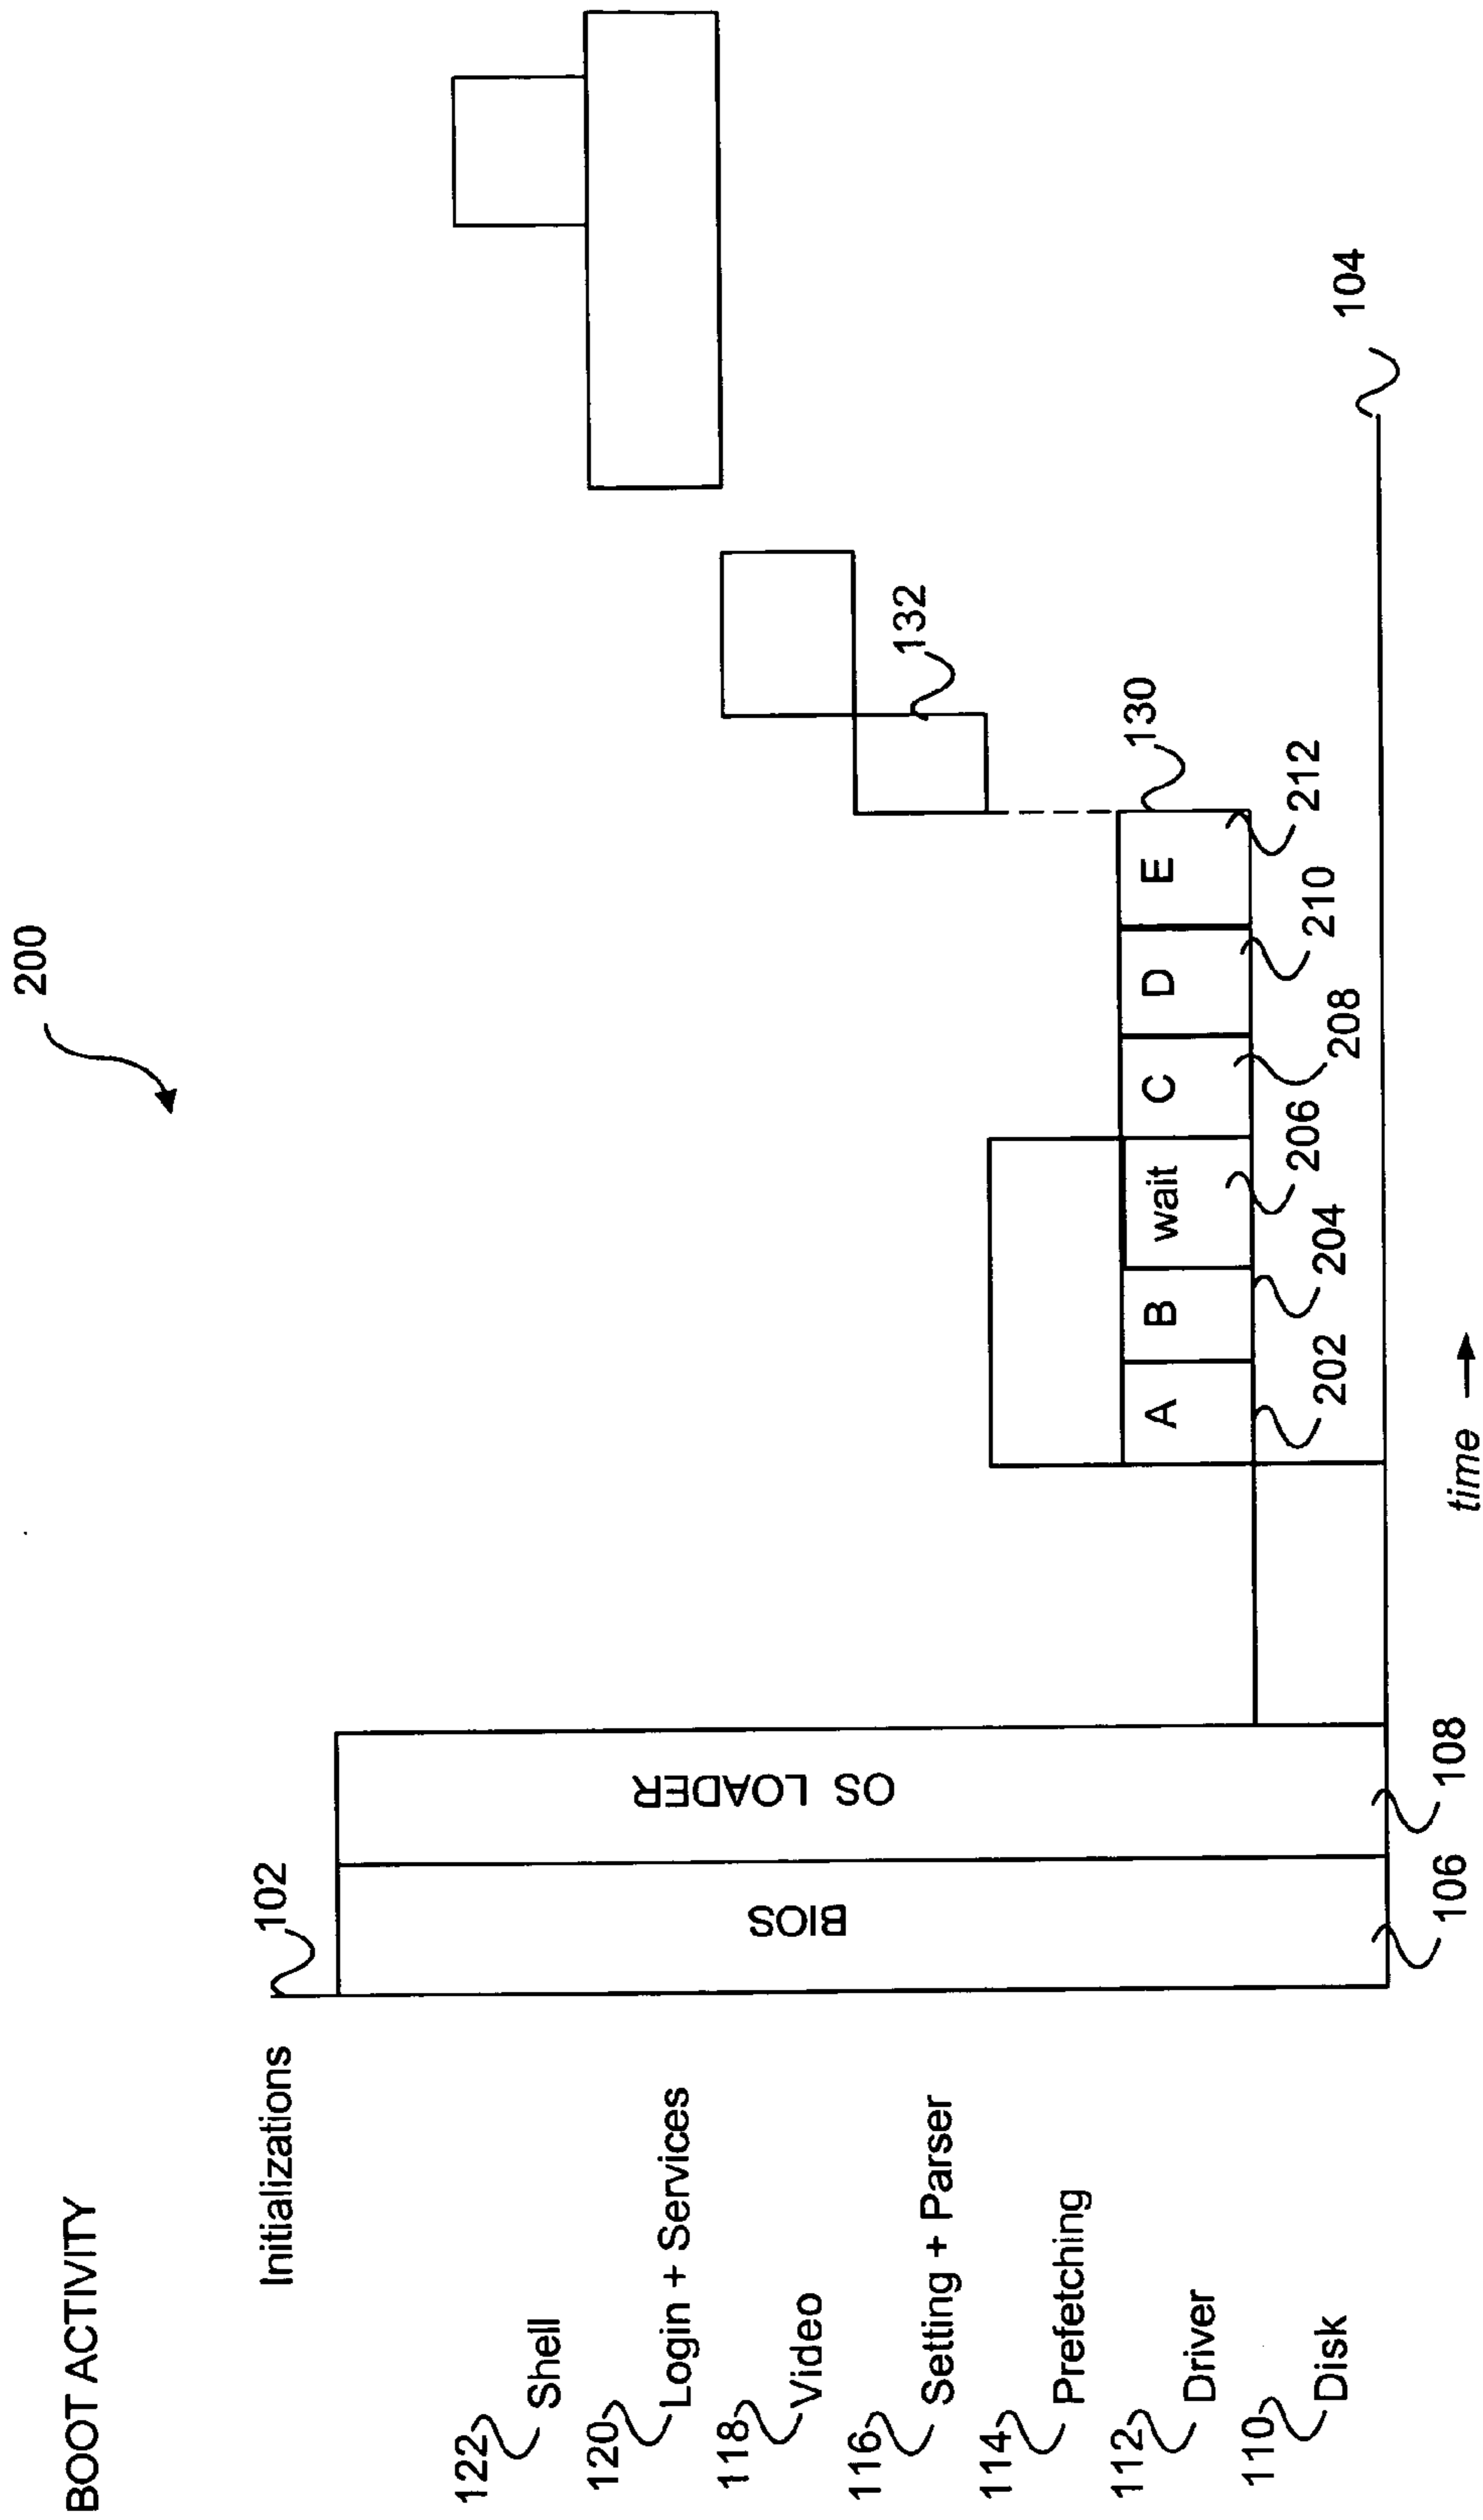 200
BOOT ACTIVITY
Initializations
102
122
Shell
120
Login + Services
118
Video
116
Setting + Parser
114
Prefetching
112
Driver
110
Disk
BIOS
OS LOADER
106
108
A
B
wait
C
D
E
202
204
206
208
210
212
130
132
104
time